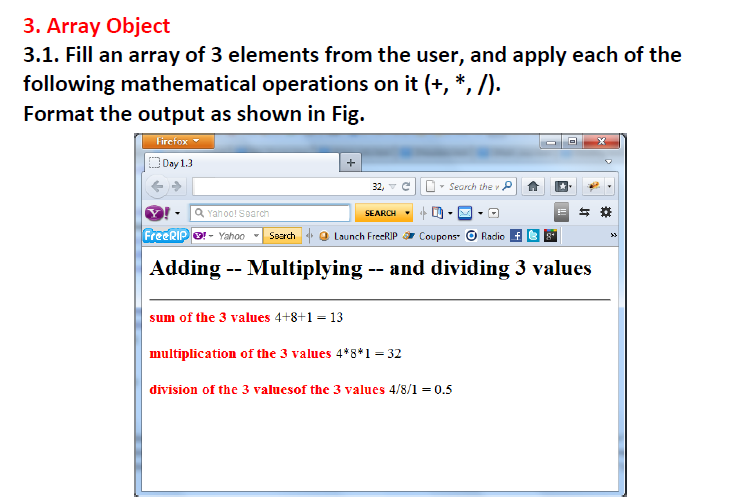 3. Array Object
3.1. Fill an array of 3 elements from the user, and apply each of the
following mathematical operations on it (+, *, /).
Format the output as shown in Fig.
Firefox
Day 1.3
+
Search the
Yahoo! Search
SEARCH
FreeRIP
Y! - Yahoo
Search
Launch FreeRIP
Coupons
Radio
Adding -- Multiplying -- and dividing 3 values
sum of the 3 values 4+8+1 = 13
multiplication of the 3 values 4*8*1 = 32
division of the 3 valuesof the 3 values 4/8/1 = 0.5